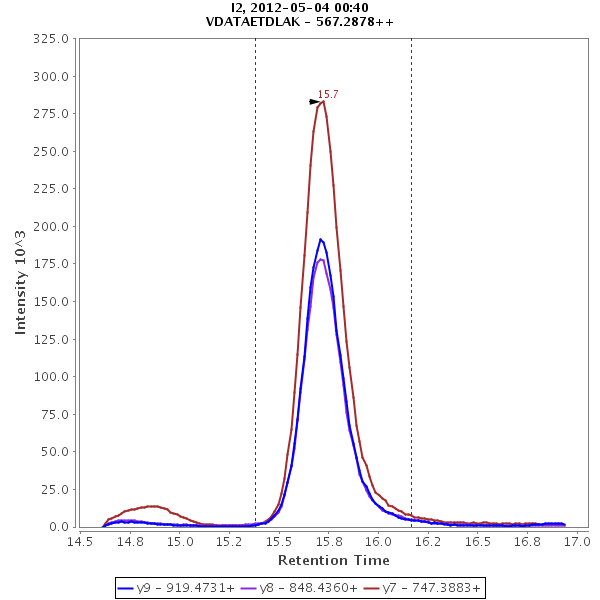 I2, 2012-05-04 00:40
VDATAETDLAK - 567.2878++
325.0
300.0
275.0
250.0
225.0
200.0
175.0
150.0
125.0
100.0
75.0
50.0
25.0
0.0
Intensity 10^3
15.7
14.5 14.8 15.0 15.2 15.5 15.8 16.0 16.2 16.5 16.8 17.0
Retention Time
y9 - 919.4731+ y8 - 848.4360+ y7 - 747.3883+